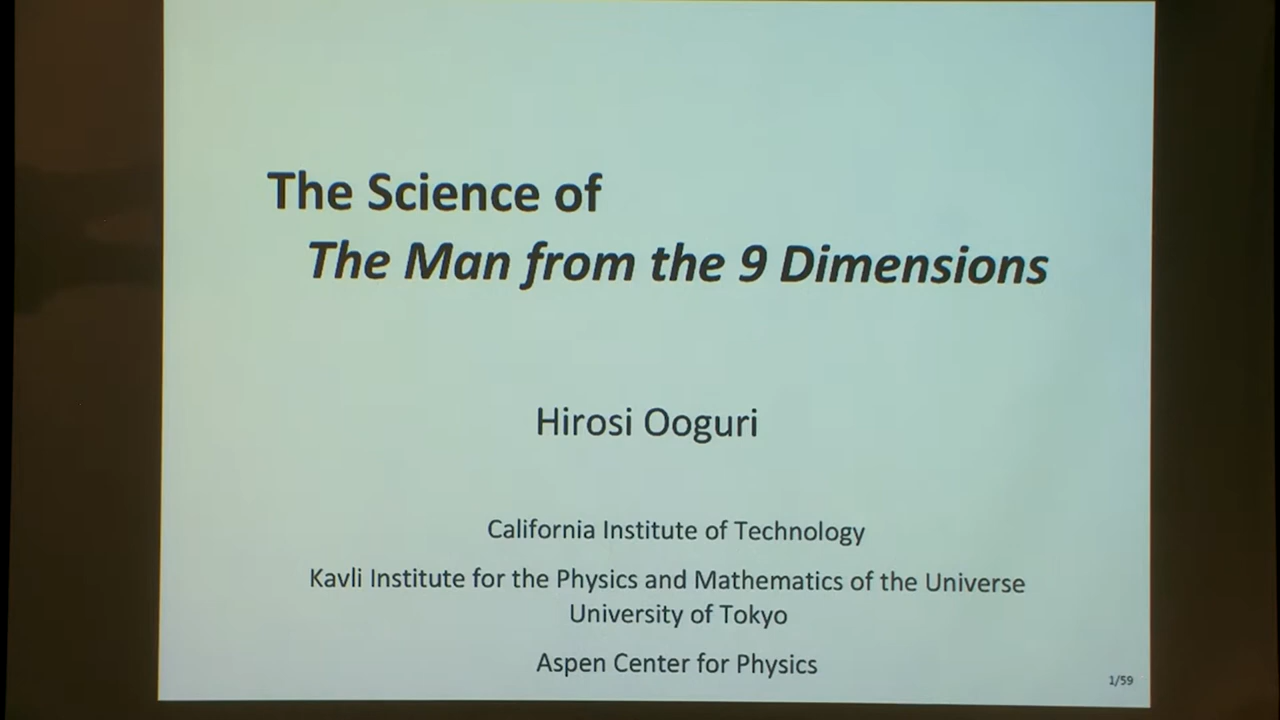 The Science of
The Man from the 9 Dimensions
Hirosi Ooguri
California Institute of Technology
Kavli Institute for the Physics and Mathematics of the Universe
University of Tokyo
Aspen Center for Physics
1/59